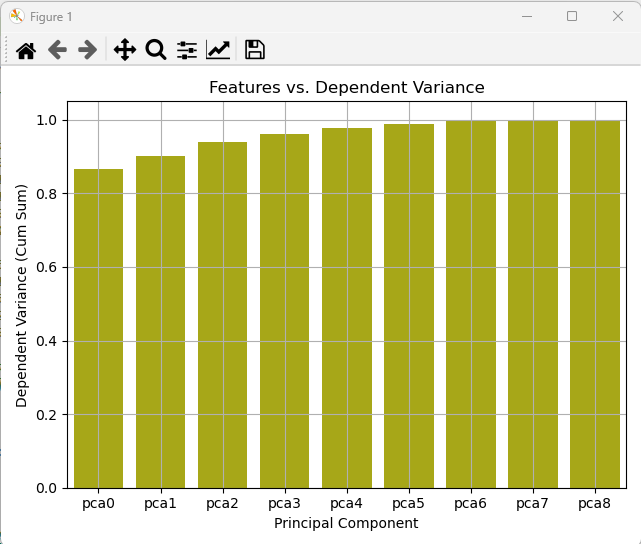 Figure 1
Features vs. Dependent Variance
1.0
0.8
0.6
0.4
0.2
0.0
Dependent Variance (Cum Sum)
pca0 pca1 pca2 pca3 pca4 pca5 pca6 pca7 pca8
Principal Component